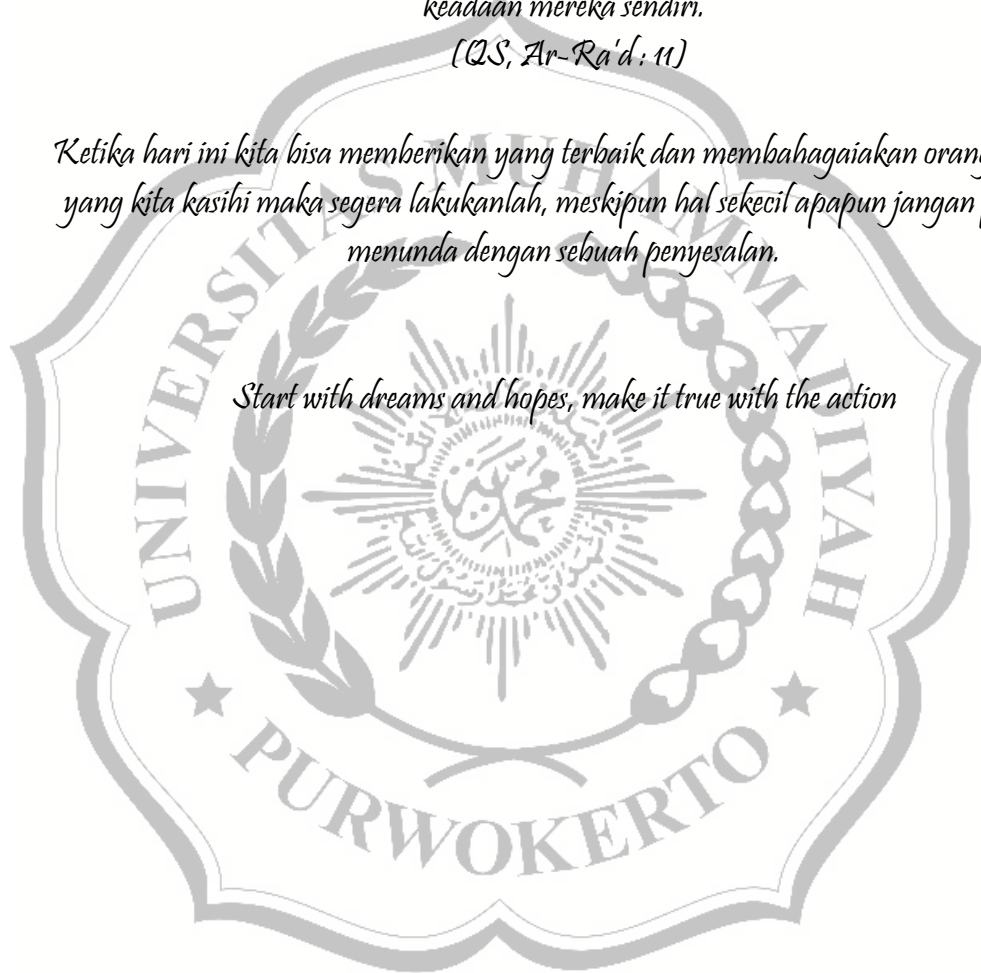 keadaan mereka sendiri.
(QS, Ar-Ra'd : 11)
Ketika hari ini kita bisa memberikan yang terbaik dan membahagaiakan orang
yang kita kasihi maka segera lakukanlah, meskipun hal sekecil apapun jangan
menunda dengan sebuah penyesalan.
Start with dreams and hopes, make it true with the action
UNIVERSITAS MUHAMMADIYAH
PURWOKERTO
محمد